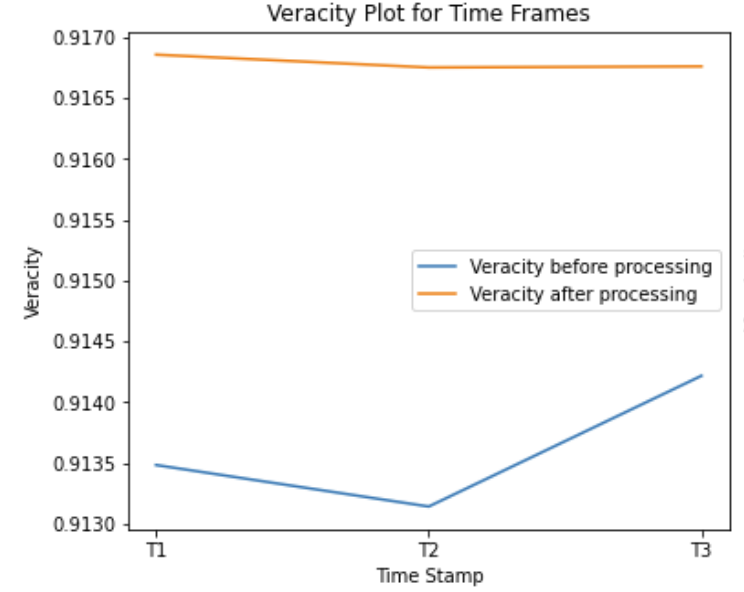 Veracity Plot for Time Frames
0.9170
0.9165
0.9160
0.9155
0.9150
0.9145
0.9140
0.9135
0.9130
Veracity
Veracity before processing
Veracity after processing
T1 T2 T3
Time Stamp